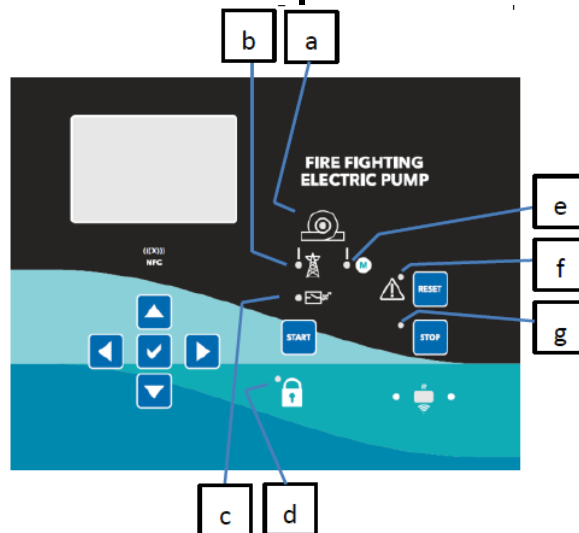 b
a
FIRE FIGHTING
ELECTRIC PUMP
e
((()))
NFC
M
f
RESET
g
START
STOP
c
d